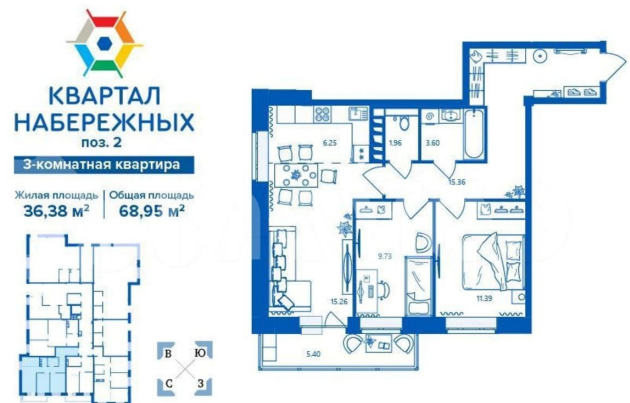 КВАРТАЛ
НАБЕРЕЖНЫХ
поз. 2
3-комнатная квартира
Жилая площадь
36,38 м²
Общая площадь
68,95 м²
6.25
1.96
3.60
15.36
9.73
15.26
11.39
5.40
В Ю
С З